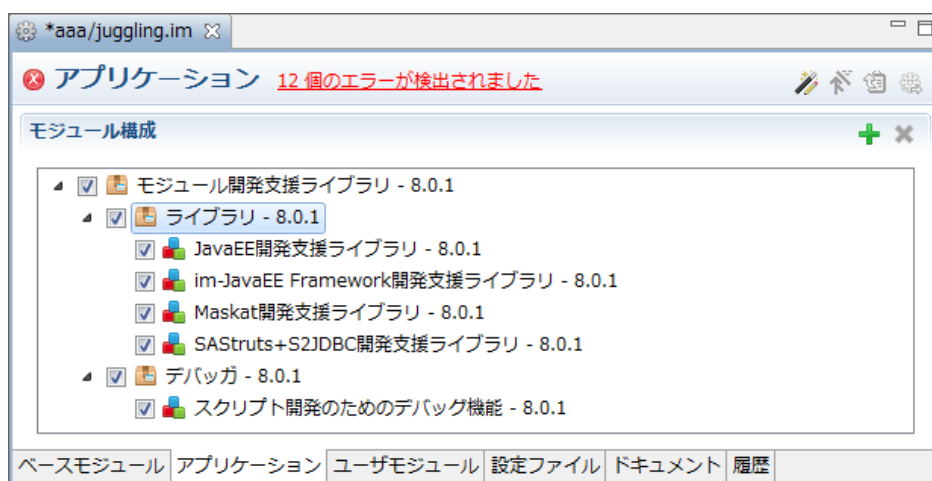 *aaa/juggling.im
アプリケーション 12 個のエラーが検出されました
モジュール構成
モジュール開発支援ライブラリ - 8.0.1
ライブラリ - 8.0.1
JavaEE開発支援ライブラリ - 8.0.1
im-JavaEE Framework開発支援ライブラリ - 8.0.1
Maskat開発支援ライブラリ - 8.0.1
SAStruts+S2JDBC開発支援ライブラリ - 8.0.1
デバッガ - 8.0.1
スクリプト開発のためのデバッグ機能 - 8.0.1
ベースモジュール アプリケーション ユーザモジュール 設定ファイル ドキュメント 履歴